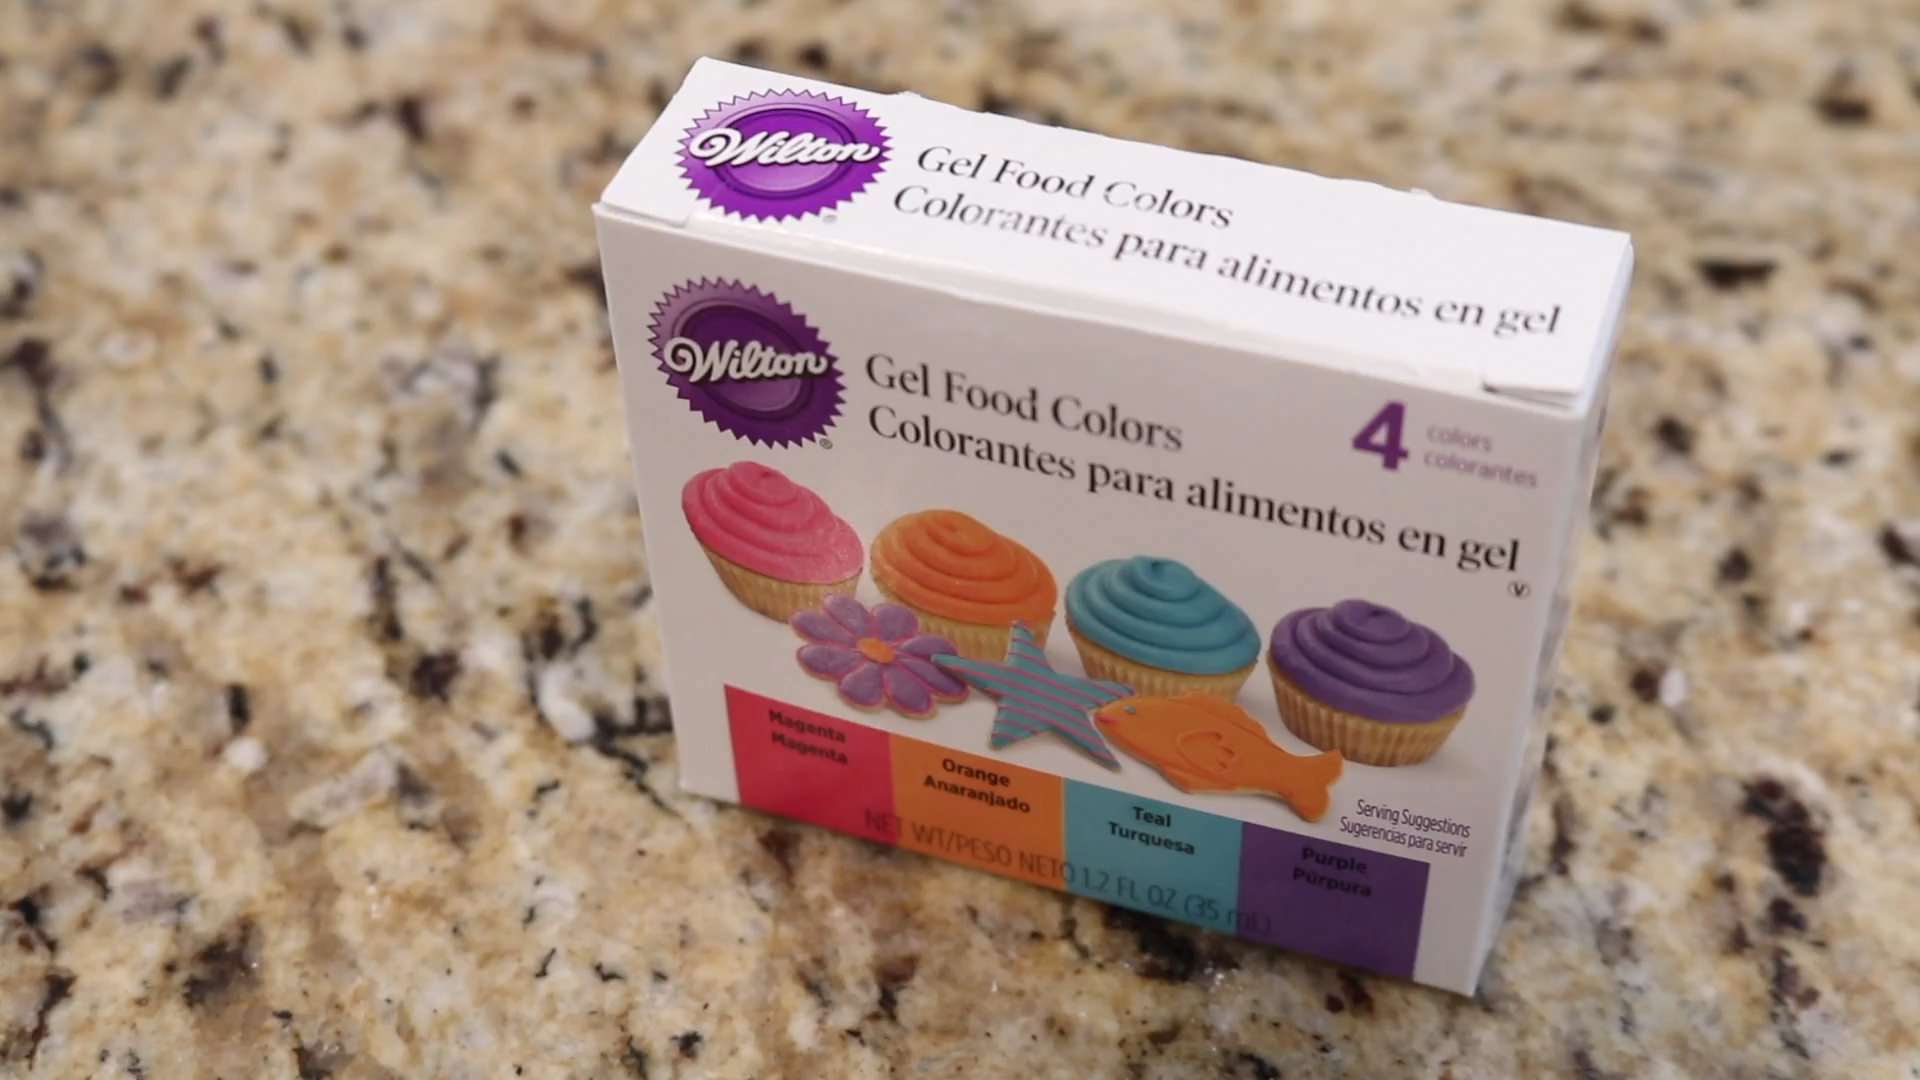 Wilton
Gel Food Colors
Colorantes para alimentos en gel
Wilton
Gel Food Colors
Colorantes para alimentos en gel
4 colors
colorantes
Magenta
Magenta
Orange
Anaranjado
Teal
Turquesa
Purple
Púrpura
Serving Suggestions
Sugerencias para servir
NET WT/PESO NETO 1.2 FL OZ (35 mL)